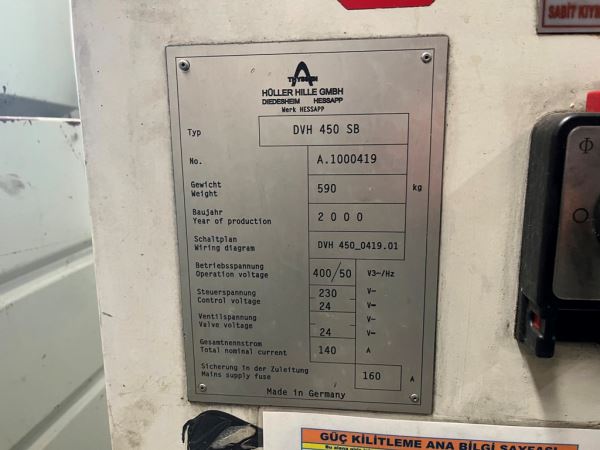 SABİT KIY
THYSSEN
HÜLLER HILLE GMBH
DIEDESHEIM HESSAPP
Werk HESSAPP
Typ DVH 450 SB
No. A.1000419
Gewicht
Weight 590 kg
Baujahr
Year of production 2000
Schaltplan
Wiring diagram DVH 450_0419.01
Betriebsspannung
Operation voltage 400/50 V3~/Hz
Steuerspannung 230 V~
Control voltage 24 V=
Ventilspannung V~
Valve voltage 24 V=
Gesamtnennstrom
Total nominal current 140 A
Sicherung in der Zuleitung
Mains supply fuse 160 A
Made in Germany
GÜÇ KİLİTLEME ANA BİLGİ SAYFASI